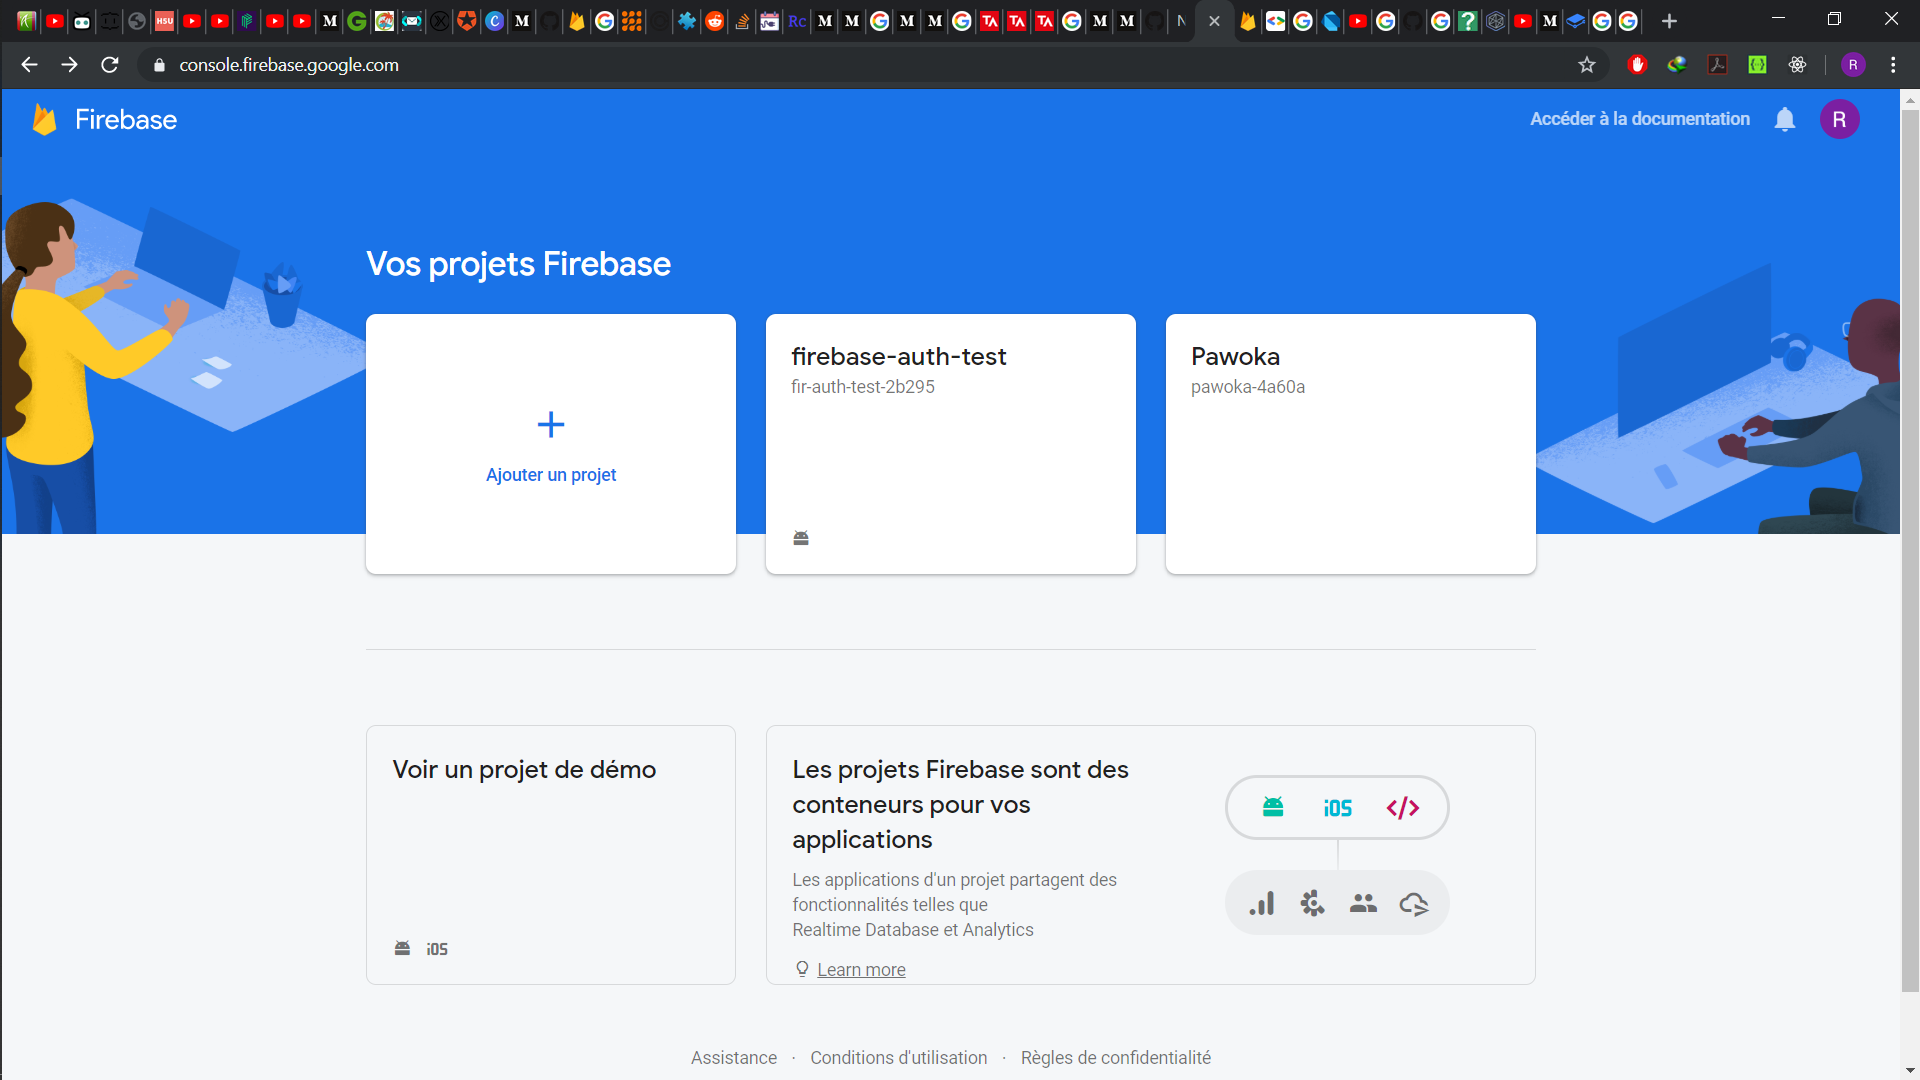 console.firebase.google.com
R
Firebase
Accéder à la documentation
R
Vos projets Firebase
Ajouter un projet
firebase-auth-test
fir-auth-test-2b295
Pawoka
pawoka-4a60a
Voir un projet de démo
iOS
Les projets Firebase sont des
conteneurs pour vos
applications
Les applications d'un projet partagent des
fonctionnalités telles que
Realtime Database et Analytics
Learn more
iOS
Assistance · Conditions d'utilisation · Règles de confidentialité